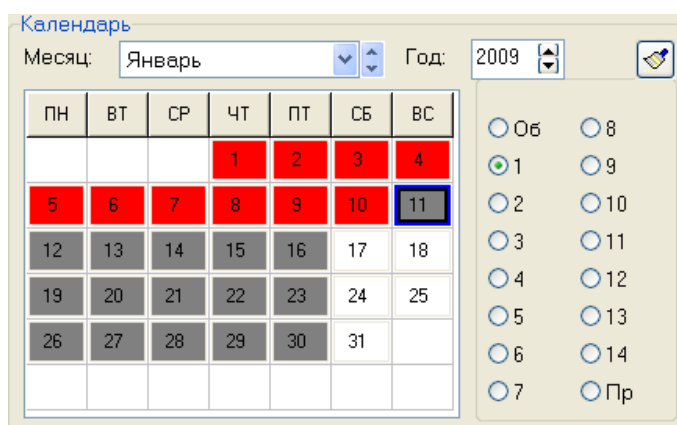 Календарь
Месяц: Январь Год: 2009
ПН ВТ СР ЧТ ПТ СБ ВС
1 2 3 4
5 6 7 8 9 10 11
12 13 14 15 16 17 18
19 20 21 22 23 24 25
26 27 28 29 30 31
Об 8
1 9
2 10
3 11
4 12
5 13
6 14
7 Пр